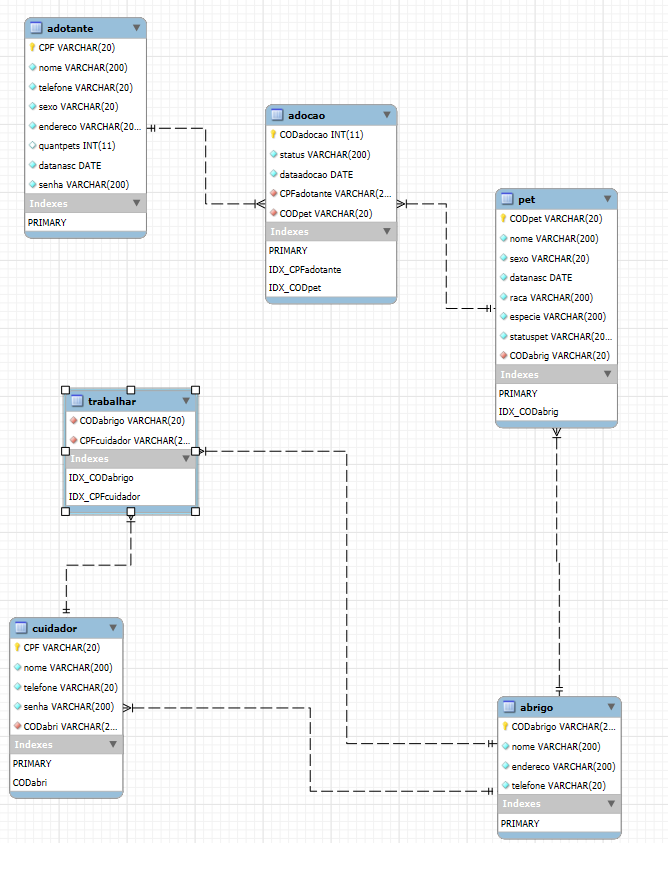 adotante
CPF VARCHAR(20)
nome VARCHAR(200)
telefone VARCHAR(20)
sexo VARCHAR(20)
endereco VARCHAR(20...
quantpets INT(11)
datanasc DATE
senha VARCHAR(200)
Indexes
PRIMARY
adocao
CODadocao INT(11)
status VARCHAR(200)
dataadocao DATE
CPFadotante VARCHAR(2...
CODpet VARCHAR(20)
Indexes
PRIMARY
IDX_CPFadotante
IDX_CODpet
pet
CODpet VARCHAR(20)
nome VARCHAR(200)
sexo VARCHAR(20)
datanasc DATE
raca VARCHAR(200)
especie VARCHAR(200)
statuspet VARCHAR(20...
CODabrig VARCHAR(20)
Indexes
PRIMARY
IDX_CODabrig
trabalhar
CODabrigo VARCHAR(20)
CPFcuidador VARCHAR(2...
Indexes
IDX_CODabrigo
IDX_CPFcuidador
cuidador
CPF VARCHAR(20)
nome VARCHAR(200)
telefone VARCHAR(20)
senha VARCHAR(200)
CODabri VARCHAR(2...
Indexes
PRIMARY
CODabri
abrigo
CODabrigo VARCHAR(2...
nome VARCHAR(200)
endereco VARCHAR(200)
telefone VARCHAR(20)
Indexes
PRIMARY